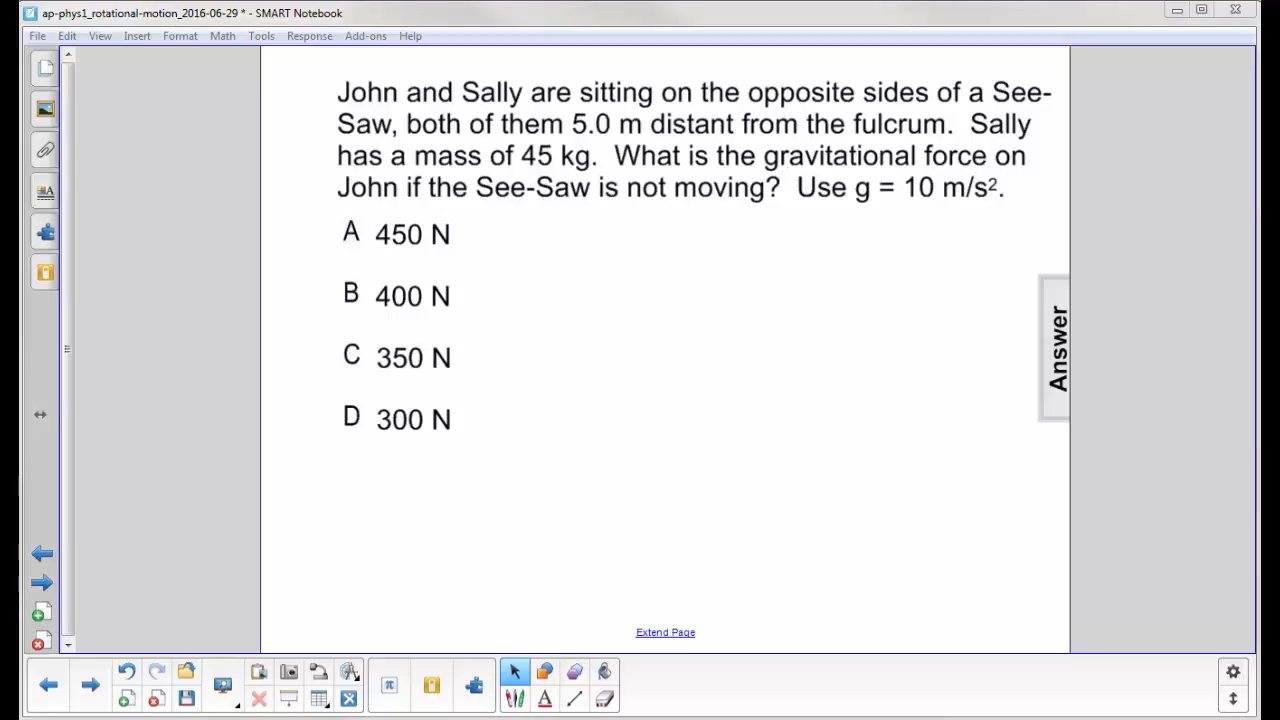 ap-phys1_rotational-motion_2016-06-29 * - SMART Notebook
File Edit View Insert Format Math Tools Response Add-ons Help
John and Sally are sitting on the opposite sides of a See-
Saw, both of them 5.0 m distant from the fulcrum.  Sally
has a mass of 45 kg.  What is the gravitational force on
John if the See-Saw is not moving?  Use g = 10 m/s².
A 450 N
B 400 N
C 350 N
D 300 N
Answer
Extend Page